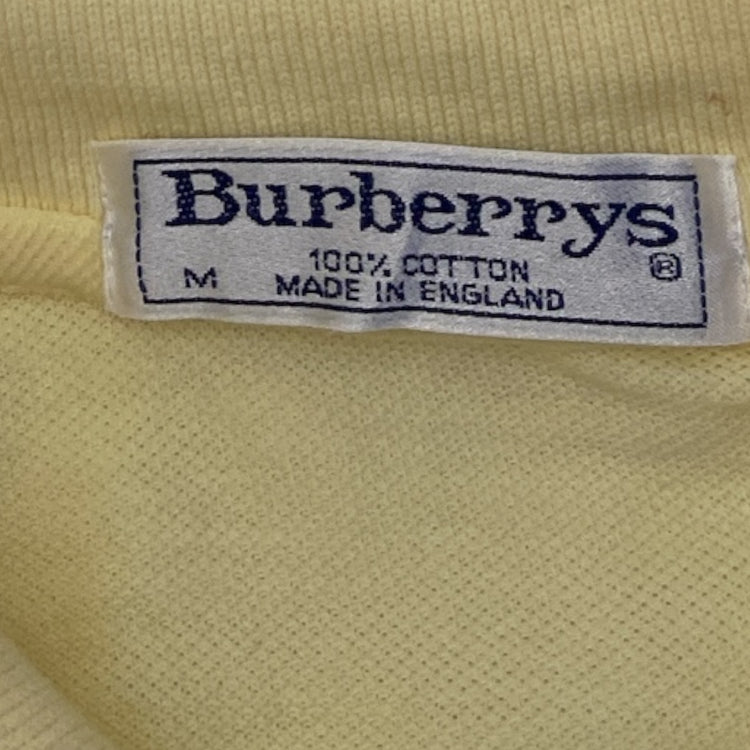 Burberrys
100% COTTON ®
M MADE IN ENGLAND